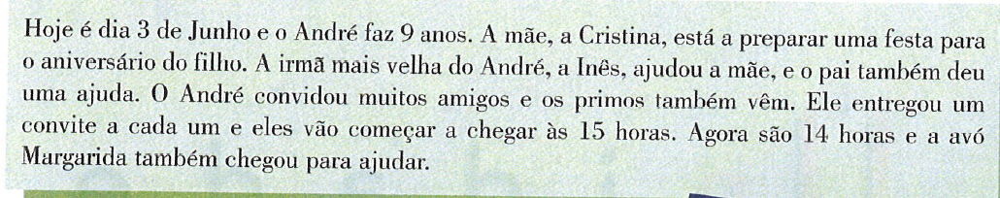 Hoje é dia 3 de Junho e o André faz 9 anos. A mãe, a Cristina, está a preparar uma festa para
o aniversário do filho. A irmã mais velha do André, a Inês, ajudou a mãe, e o pai também deu
uma ajuda. O André convidou muitos amigos e os primos também vêm. Ele entregou um
convite a cada um e eles vão começar a chegar às 15 horas. Agora são 14 horas e a avó
Margarida também chegou para ajudar.